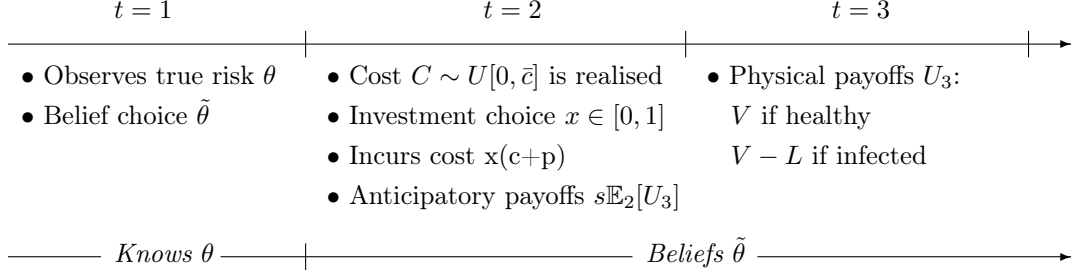 t = 1 t = 2 t = 3
• Observes true risk θ
• Belief choice θ̃
• Cost C ∼ U[0, c̄] is realised
• Investment choice x ∈ [0, 1]
• Incurs cost x(c+p)
• Anticipatory payoffs s𝔼₂[U₃]
• Physical payoffs U₃:
V if healthy
V − L if infected
Knows θ Beliefs θ̃